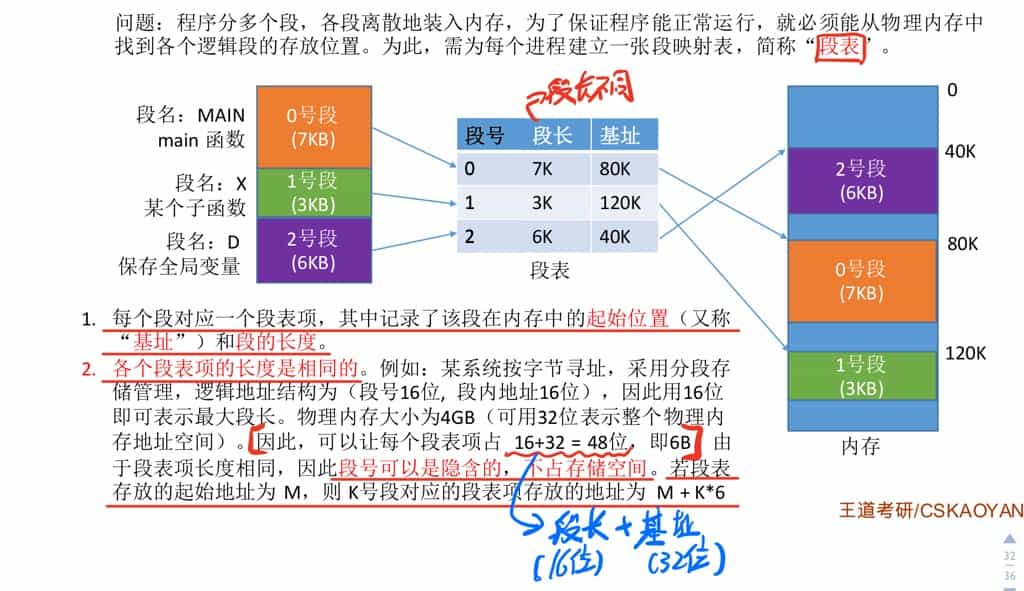 问题：程序分多个段，各段离散地装入内存，为了保证程序能正常运行，就必须能从物理内存中
找到各个逻辑段的存放位置。为此，需为每个进程建立一张段映射表，简称“段表”。
段长不同
段名：MAIN
main 函数
0号段
(7KB)
段名：X
某个子函数
1号段
(3KB)
段名：D
保存全局变量
2号段
(6KB)
段号 段长 基址
0 7K 80K
1 3K 120K
2 6K 40K
段表
0
40K
2号段
(6KB)
80K
0号段
(7KB)
120K
1号段
(3KB)
内存
1. 每个段对应一个段表项，其中记录了该段在内存中的起始位置（又称
“基址”）和段的长度。
2. 各个段表项的长度是相同的。例如：某系统按字节寻址，采用分段存
储管理，逻辑地址结构为（段号16位, 段内地址16位），因此用16位
即可表示最大段长。物理内存大小为4GB（可用32位表示整个物理内
存地址空间）。因此，可以让每个段表项占 16+32 = 48位，即6B 由
于段表项长度相同，因此段号可以是隐含的，不占存储空间。若段表
存放的起始地址为 M，则 K号段对应的段表项存放的地址为 M + K*6
段长 + 基址
(16位) (32位)
王道考研/CSKAOYAN
32
36